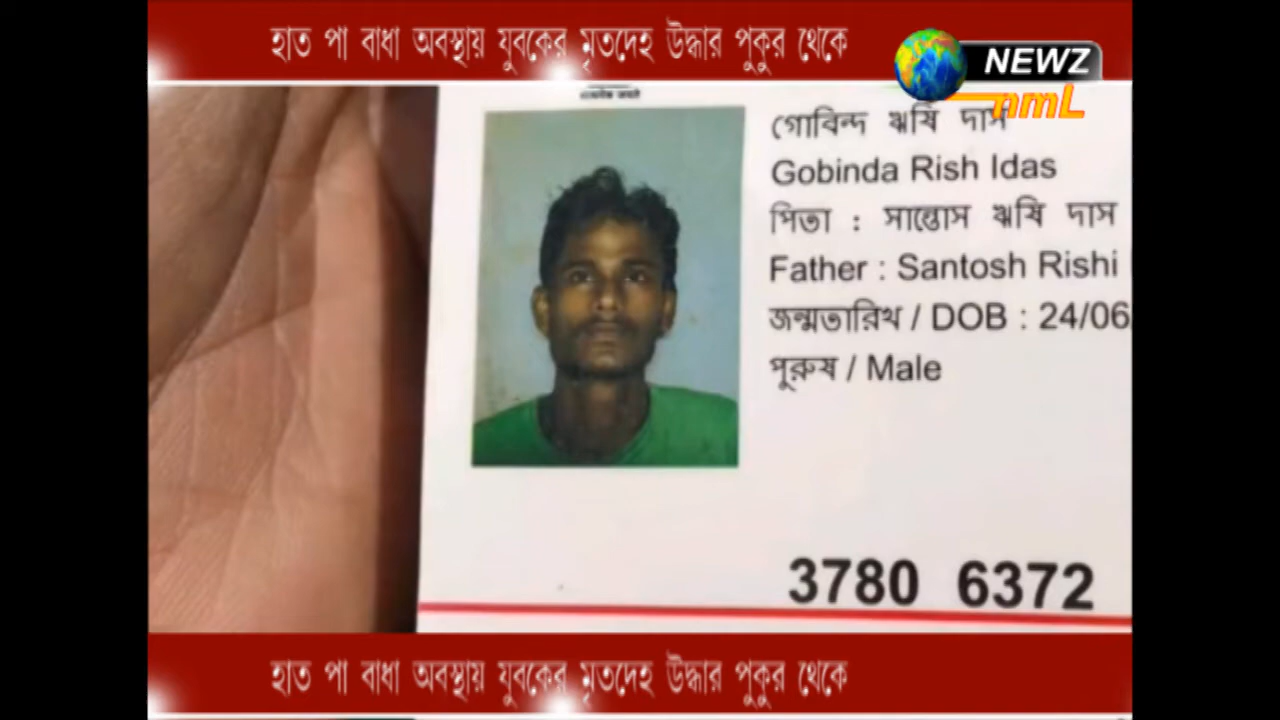 হাত পা বাধা অবস্থায় যুবকের মৃতদেহ উদ্ধার পুকুর থেকে
NEWZ
nmL
গোবিন্দ ঋষি দাস
Gobinda Rish Idas
পিতা : সান্তোস ঋষি দাস
Father : Santosh Rishi
জন্মতারিখ / DOB : 24/06
পুরুষ / Male
3780 6372
হাত পা বাধা অবস্থায় যুবকের মৃতদেহ উদ্ধার পুকুর থেকে